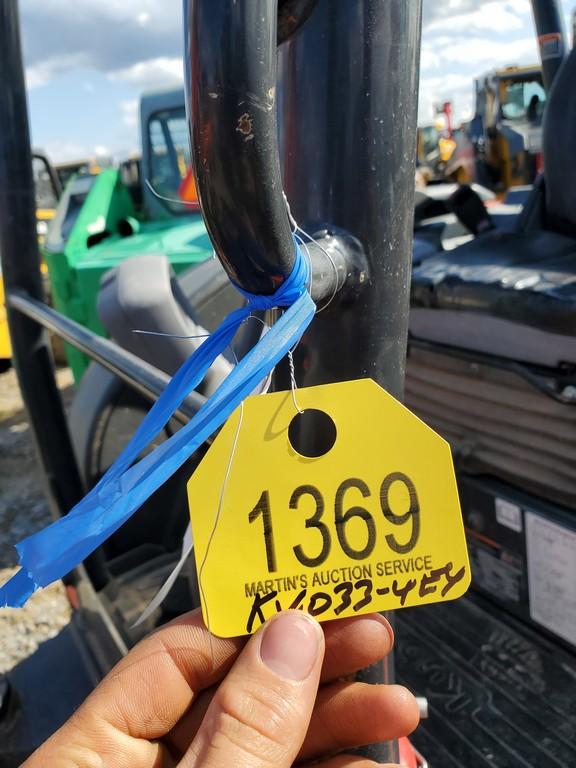 1369
MARTIN'S AUCTION SERVICE
KX033-4EY